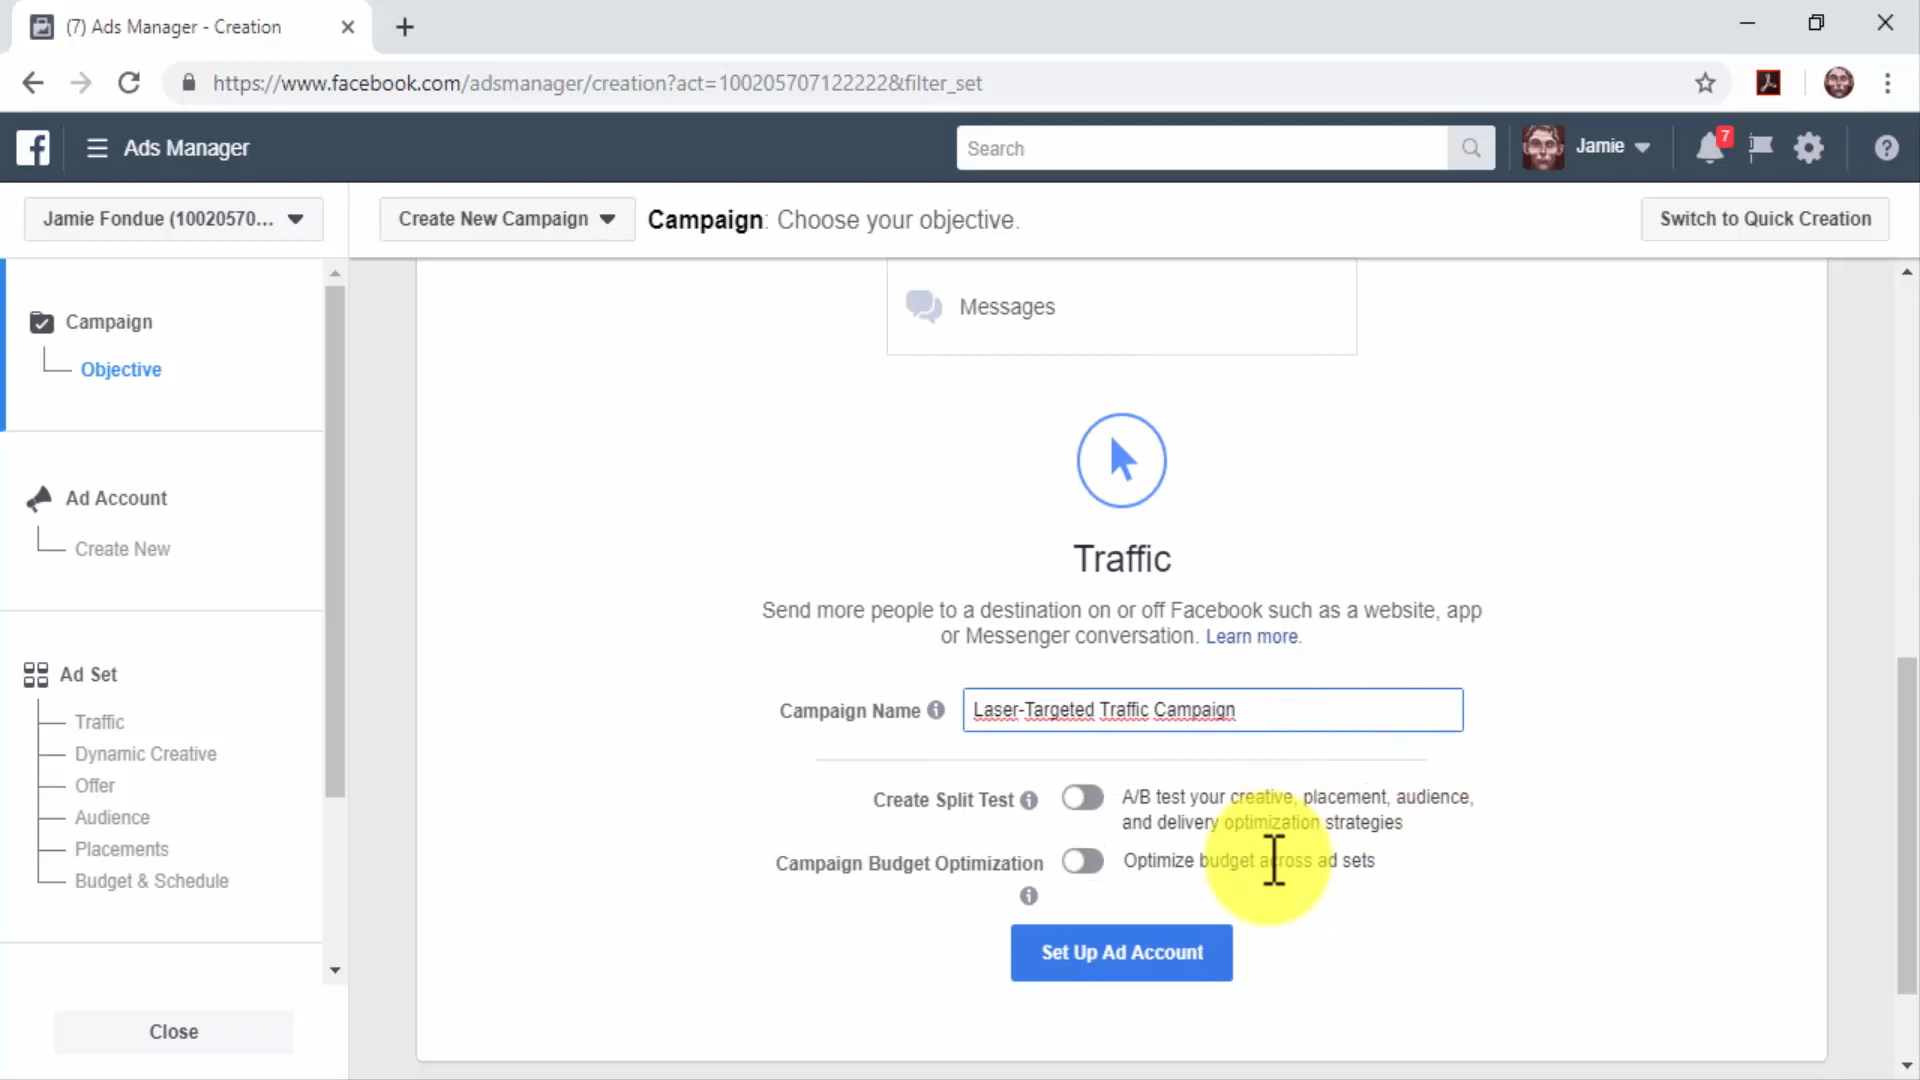 (7) Ads Manager - Creation
https://www.facebook.com/adsmanager/creation?act=100205707122222&filter_set
Ads Manager
Search
Jamie
7
Jamie Fondue (10020570...
Create New Campaign
Campaign: Choose your objective.
Switch to Quick Creation
Campaign
Objective
Ad Account
Create New
Ad Set
Traffic
Dynamic Creative
Offer
Audience
Placements
Budget & Schedule
Close
Messages
Traffic
Send more people to a destination on or off Facebook such as a website, app
or Messenger conversation. Learn more.
Campaign Name
Laser-Targeted Traffic Campaign
Create Split Test
A/B test your creative, placement, audience,
and delivery optimization strategies
Campaign Budget Optimization
Optimize budget across ad sets
Set Up Ad Account